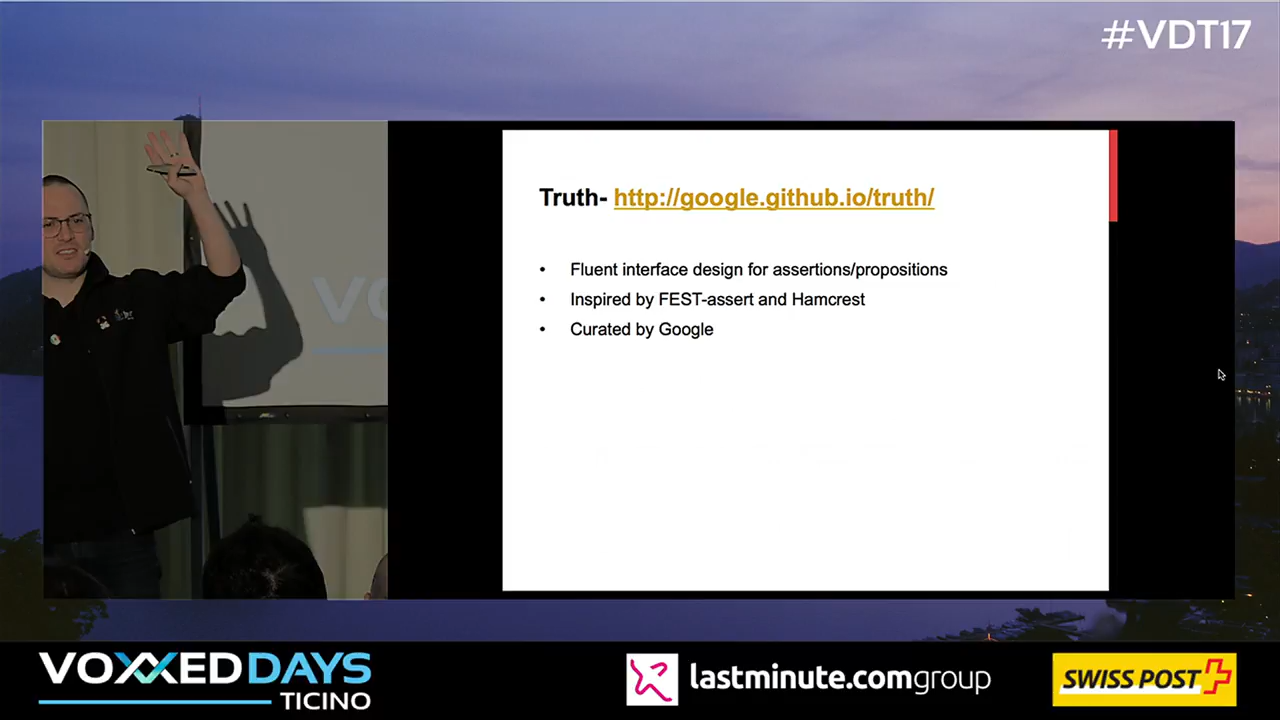 #VDT17
Truth- http://google.github.io/truth/
• Fluent interface design for assertions/propositions
• Inspired by FEST-assert and Hamcrest
• Curated by Google
VO
VOXXEDDAYS
TICINO
lastminute.comgroup
SWISS POST